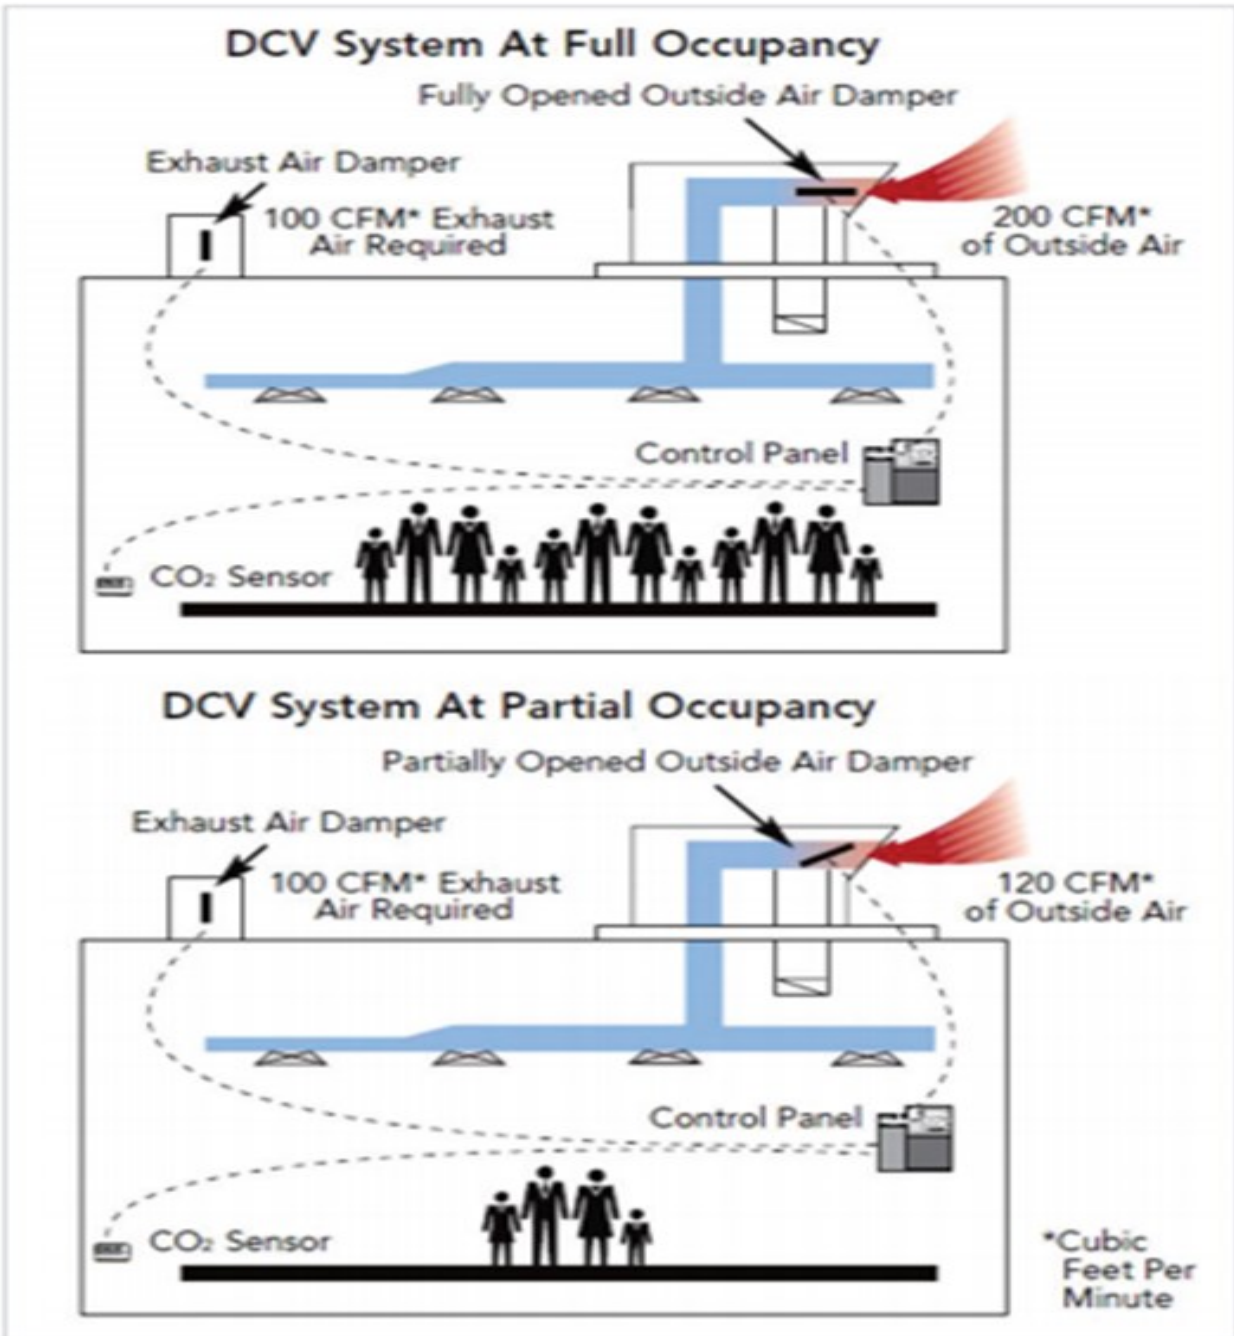 DCV System At Full Occupancy
Fully Opened Outside Air Damper
Exhaust Air Damper
100 CFM* Exhaust
Air Required
200 CFM*
of Outside Air
Control Panel
CO₂ Sensor
DCV System At Partial Occupancy
Partially Opened Outside Air Damper
Exhaust Air Damper
100 CFM* Exhaust
Air Required
120 CFM*
of Outside Air
Control Panel
CO₂ Sensor
*Cubic
Feet Per
Minute